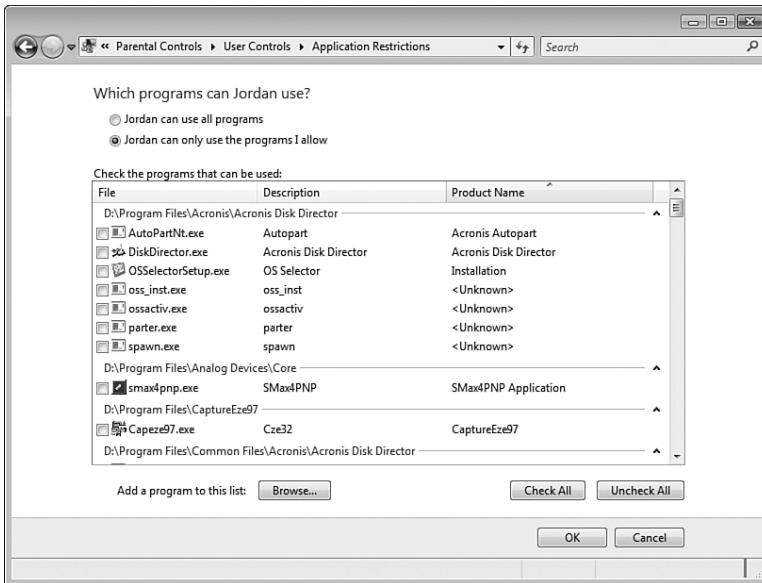 « Parental Controls ▸ User Controls ▸ Application Restrictions Search
Which programs can Jordan use?
Jordan can use all programs
Jordan can only use the programs I allow
Check the programs that can be used:
File Description Product Name
D:\Program Files\Acronis\Acronis Disk Director
AutoPartNt.exe Autopart Acronis Autopart
DiskDirector.exe Acronis Disk Director Acronis Disk Director
OSSelectorSetup.exe OS Selector Installation
oss_inst.exe oss_inst <Unknown>
ossactiv.exe ossactiv <Unknown>
parter.exe parter <Unknown>
spawn.exe spawn <Unknown>
D:\Program Files\Analog Devices\Core
smax4pnp.exe SMax4PNP SMax4PNP Application
D:\Program Files\CaptureEze97
Capeze97.exe Cze32 CaptureEze97
D:\Program Files\Common Files\Acronis\Acronis Disk Director
Add a program to this list: Browse... Check All Uncheck All
OK Cancel